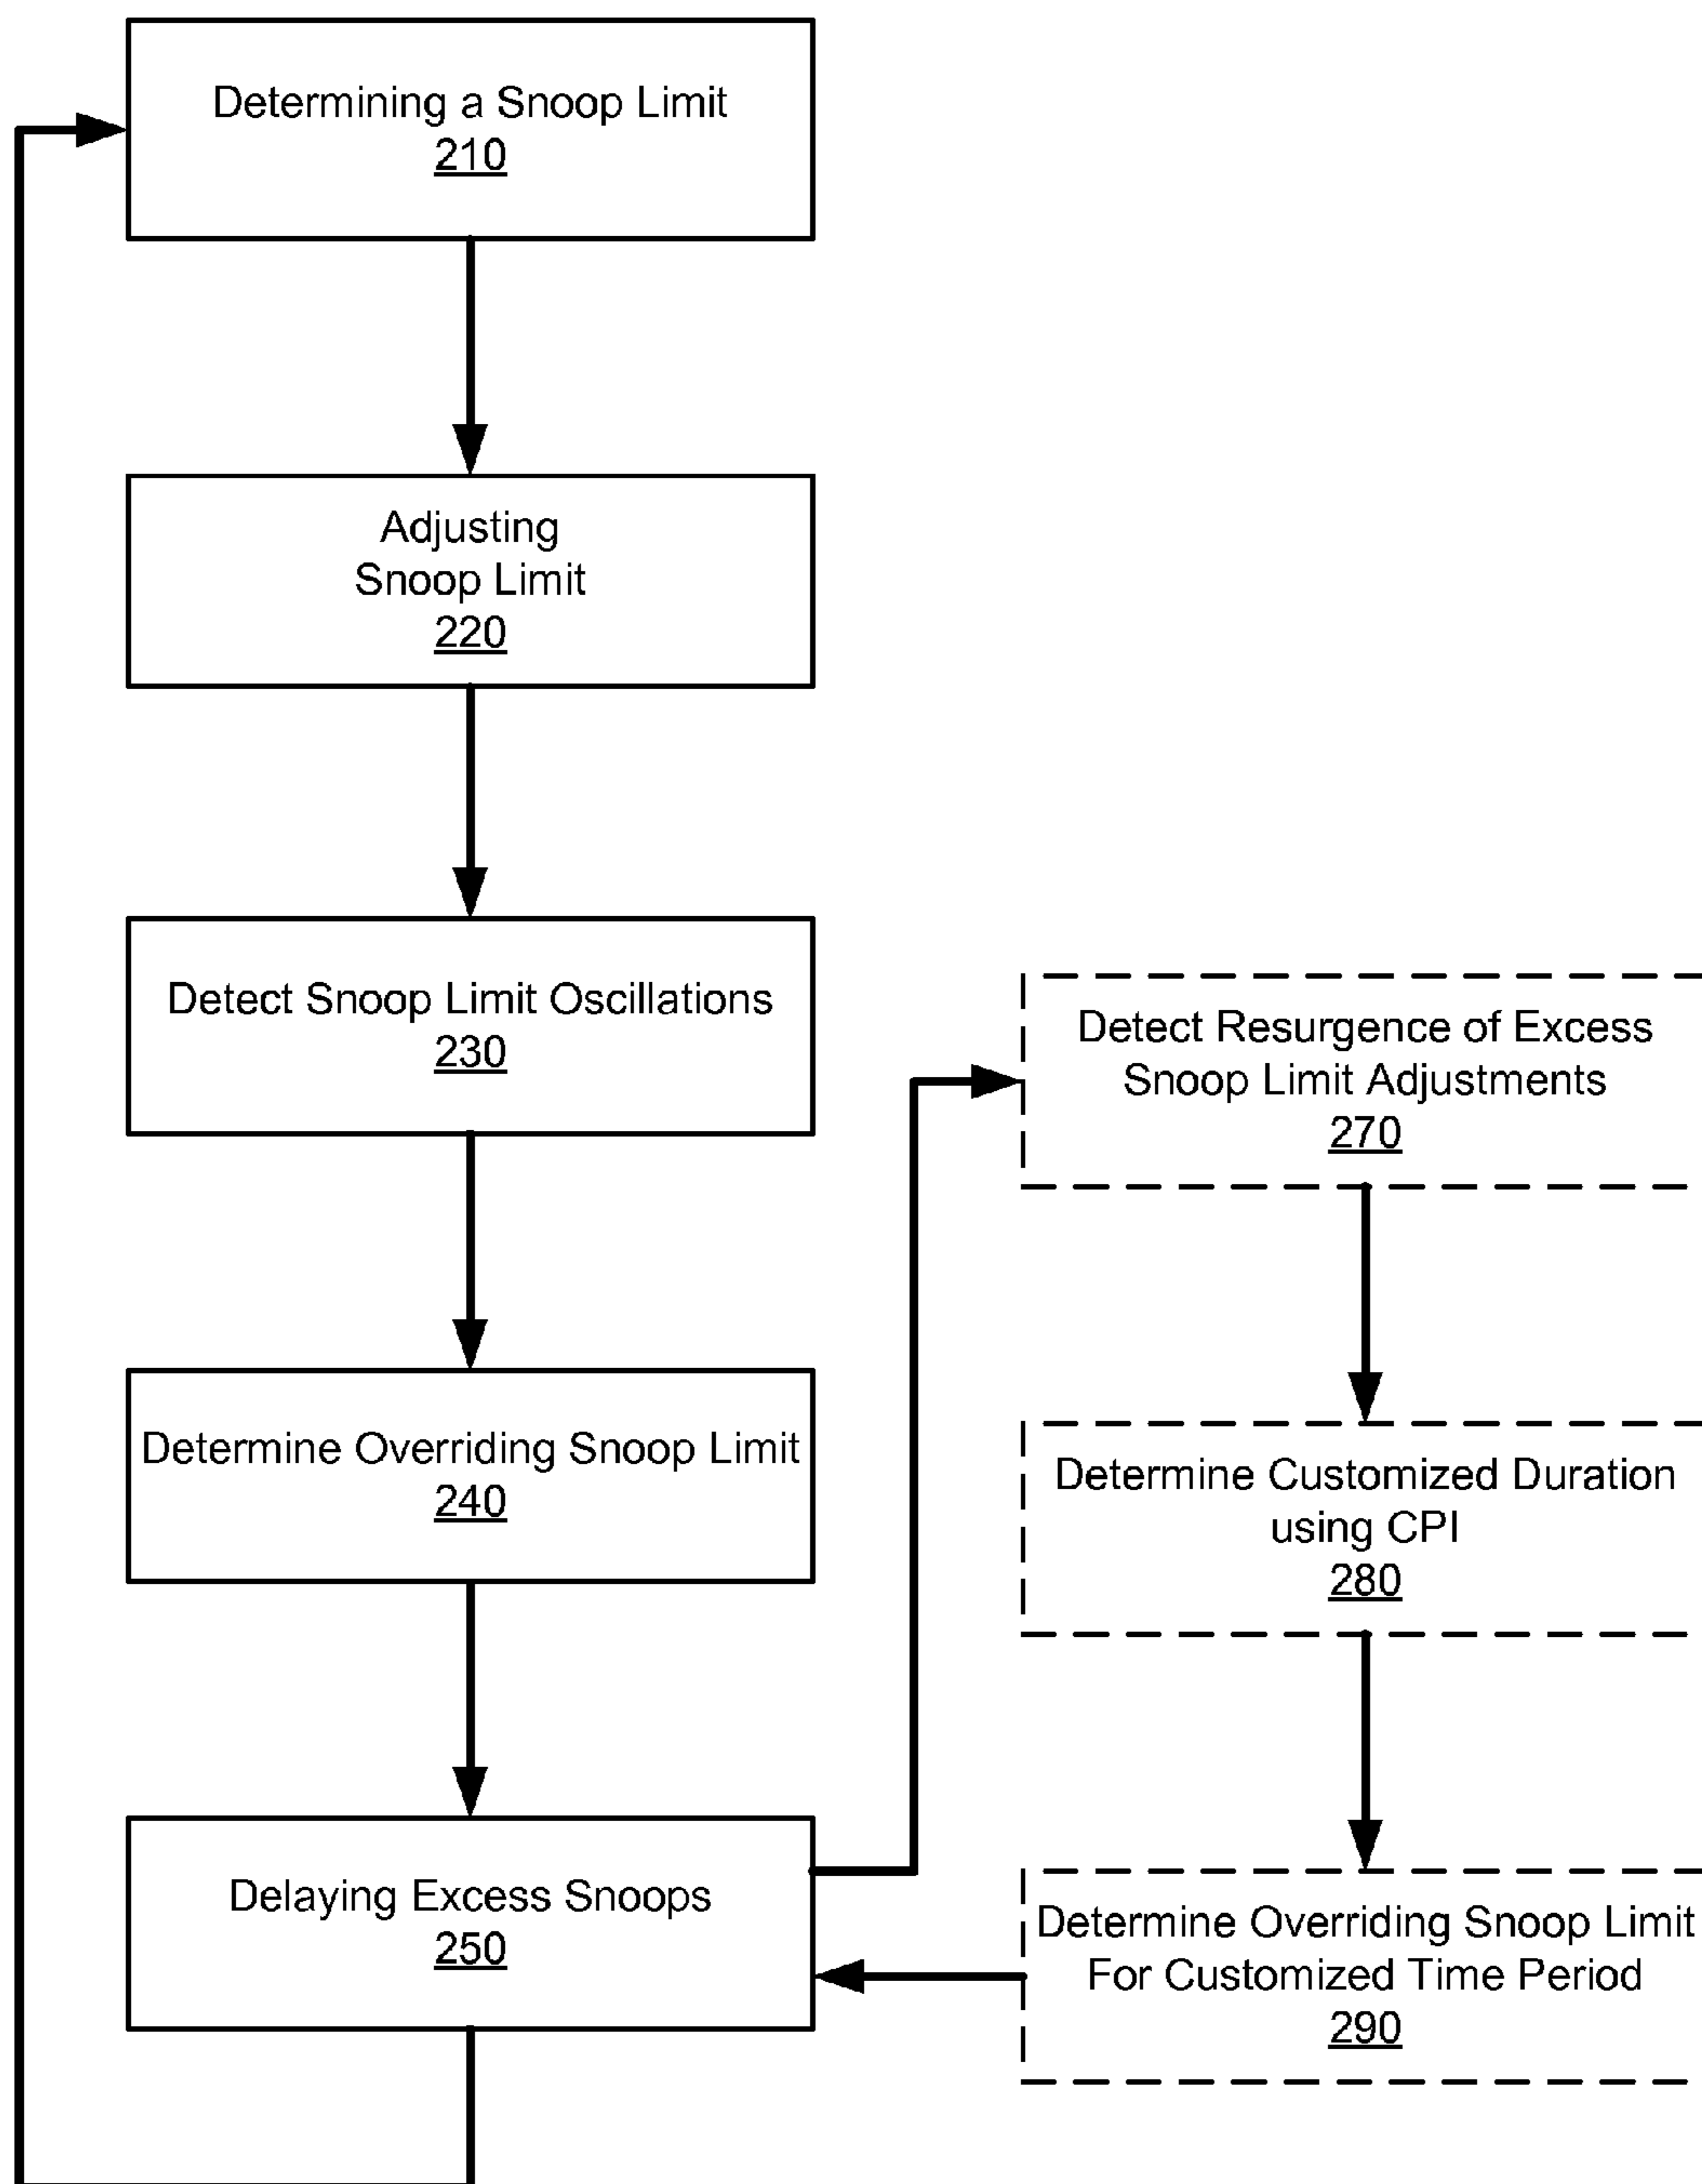 Determining a Snoop Limit
210
Adjusting
Snoop Limit
220
Detect Snoop Limit Oscillations
230
Determine Overriding Snoop Limit
240
Delaying Excess Snoops
250
Detect Resurgence of Excess
Snoop Limit Adjustments
270
Determine Customized Duration
using CPI
280
Determine Overriding Snoop Limit
For Customized Time Period
290